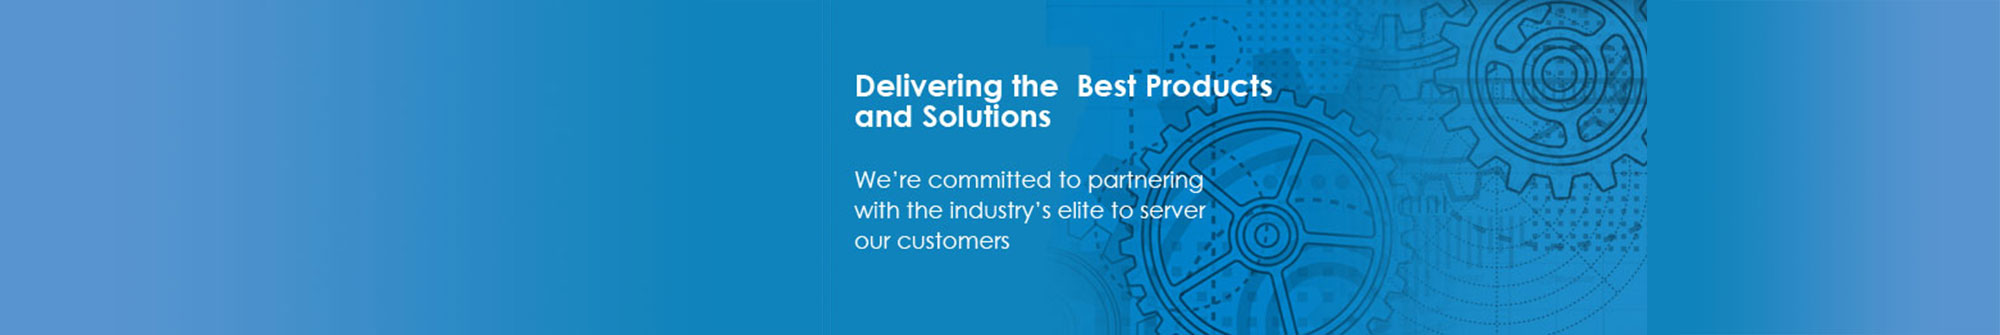 Delivering the  Best Products
and Solutions
We're committed to partnering
with the industry's elite to server
our customers